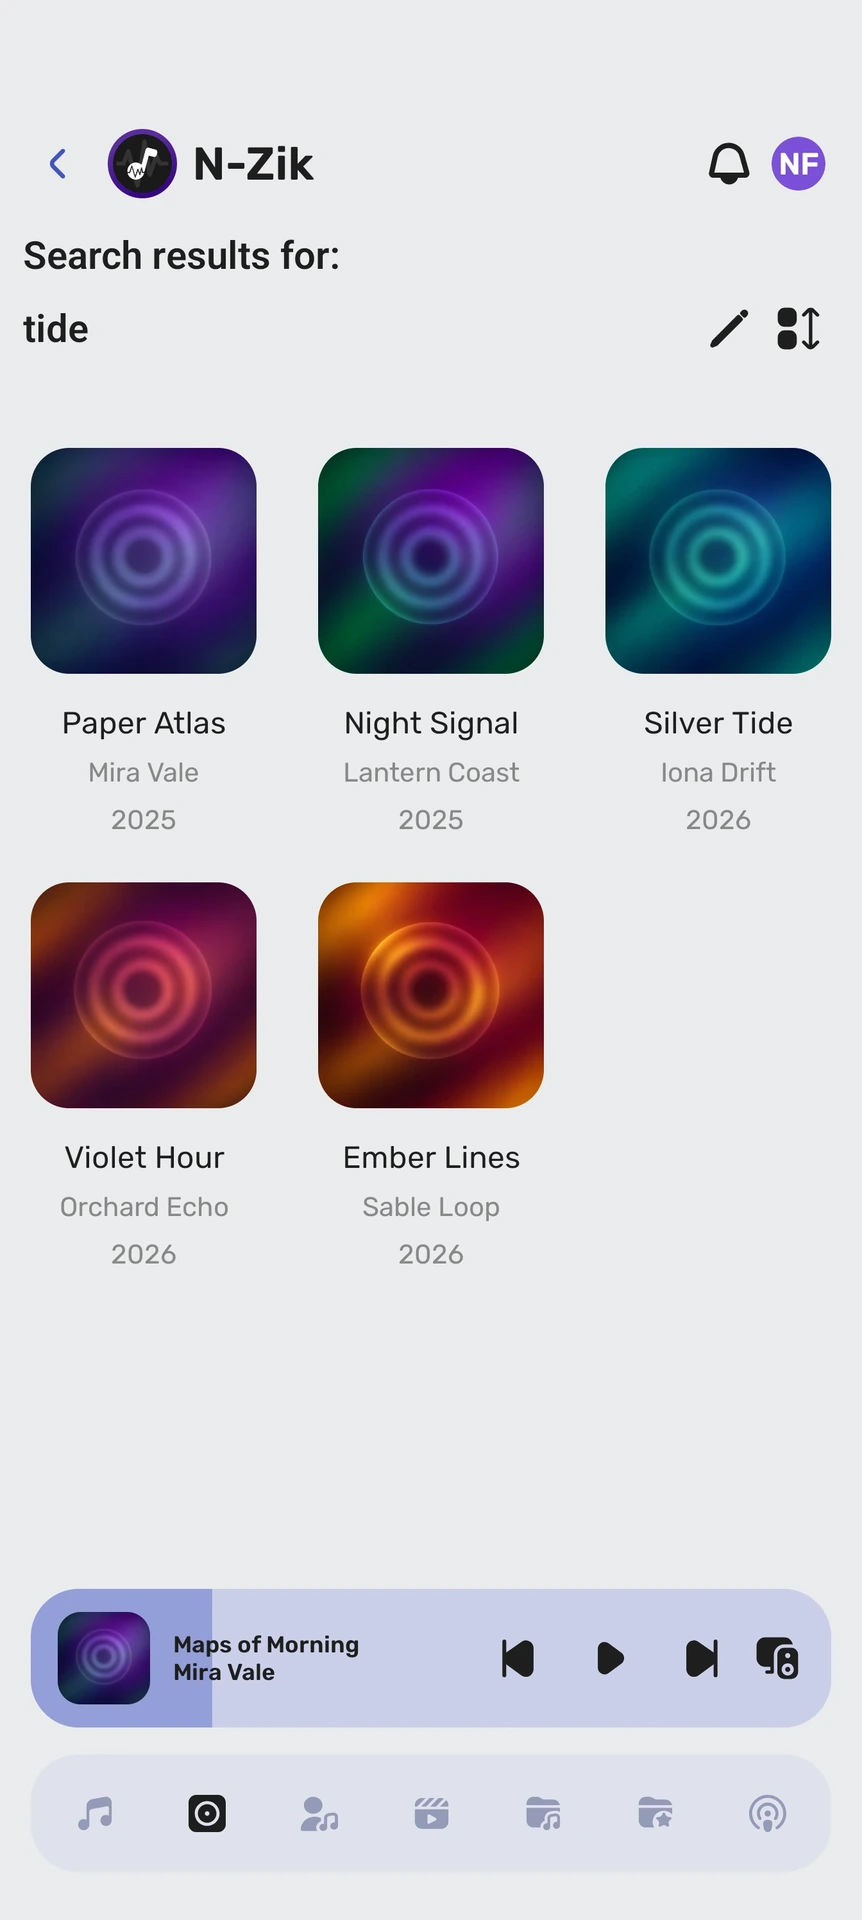 N-Zik
NF
Search results for:
tide
Paper Atlas
Mira Vale
2025
Night Signal
Lantern Coast
2025
Silver Tide
Iona Drift
2026
Violet Hour
Orchard Echo
2026
Ember Lines
Sable Loop
2026
Maps of Morning
Mira Vale